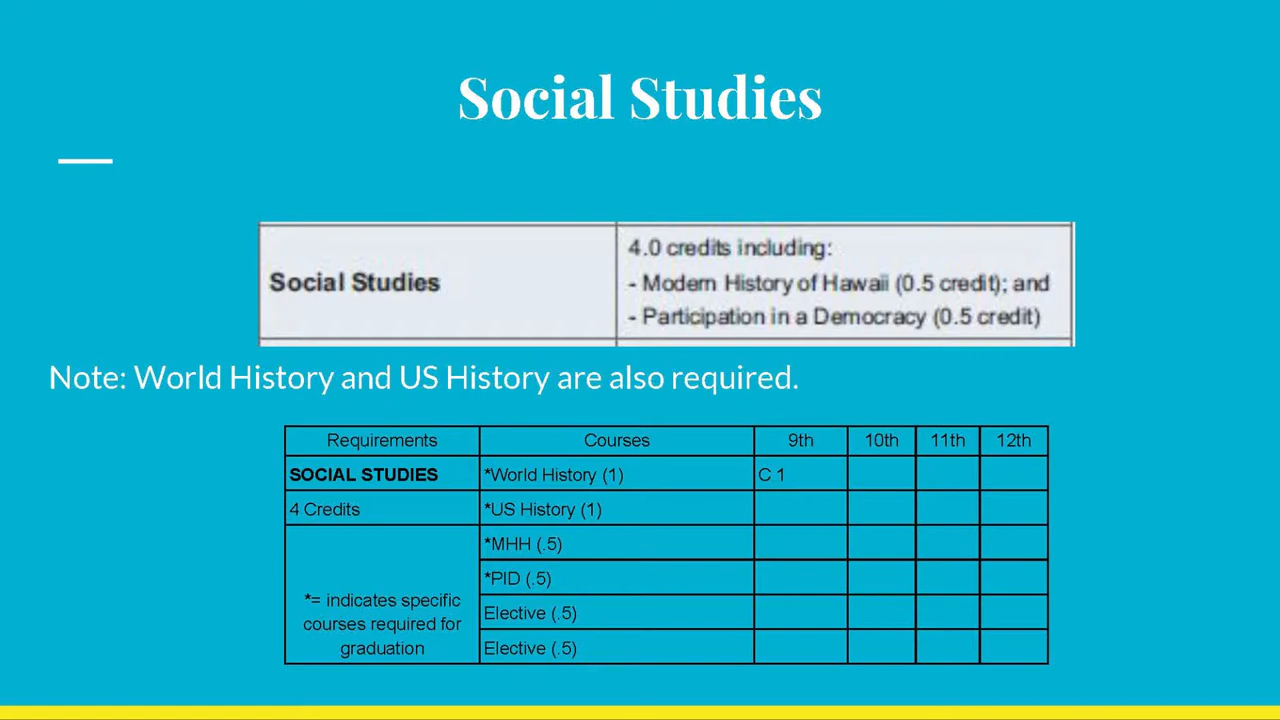 Social Studies
Social Studies
4.0 credits including:
- Modern History of Hawaii (0.5 credit); and
- Participation in a Democracy (0.5 credit)
Note: World History and US History are also required.
Requirements Courses 9th 10th 11th 12th
SOCIAL STUDIES *World History (1) C 1
4 Credits *US History (1)
*MHH (.5)
*PID (.5)
*= indicates specific
courses required for
graduation
Elective (.5)
Elective (.5)